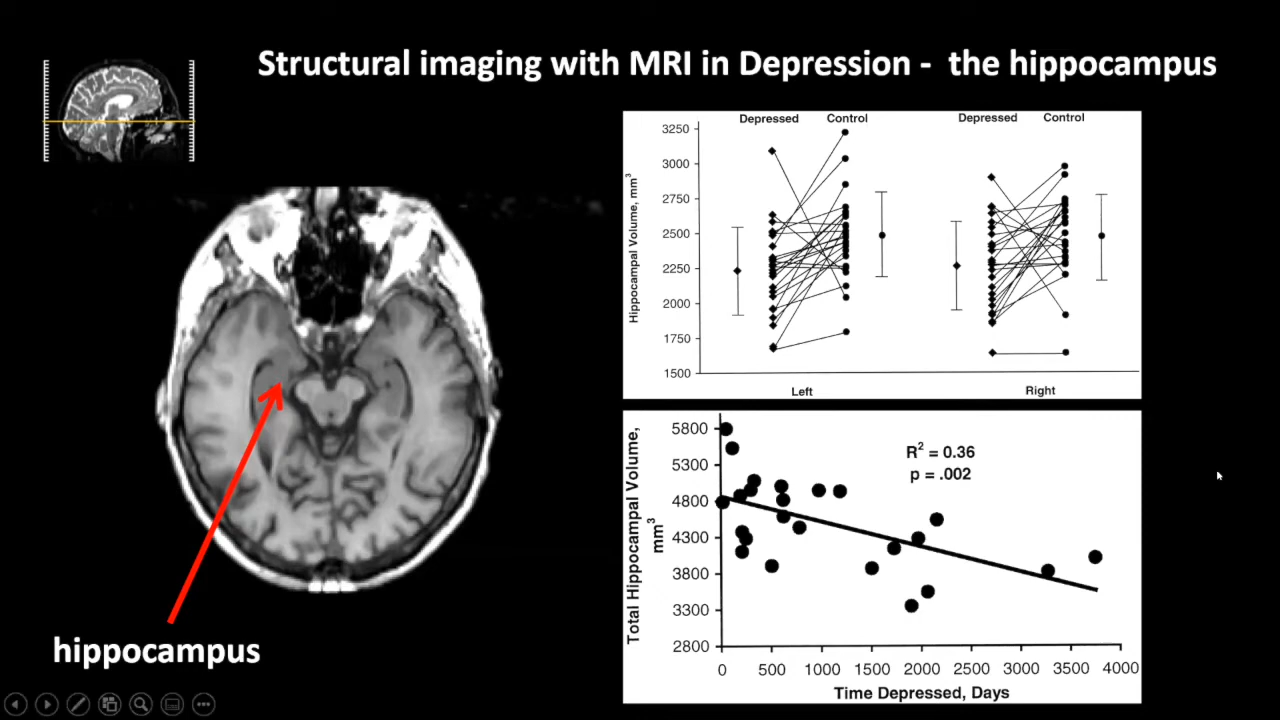 Structural imaging with MRI in Depression -  the hippocampus
Depressed Control Depressed Control
Hippocampal Volume, mm3
3250
3000
2750
2500
2250
2000
1750
1500
Left Right
hippocampus
Total Hippocampal Volume,
mm3
5800
5300
4800
4300
3800
3300
2800
R2 = 0.36
p = .002
0 500 1000 1500 2000 2500 3000 3500 4000
Time Depressed, Days